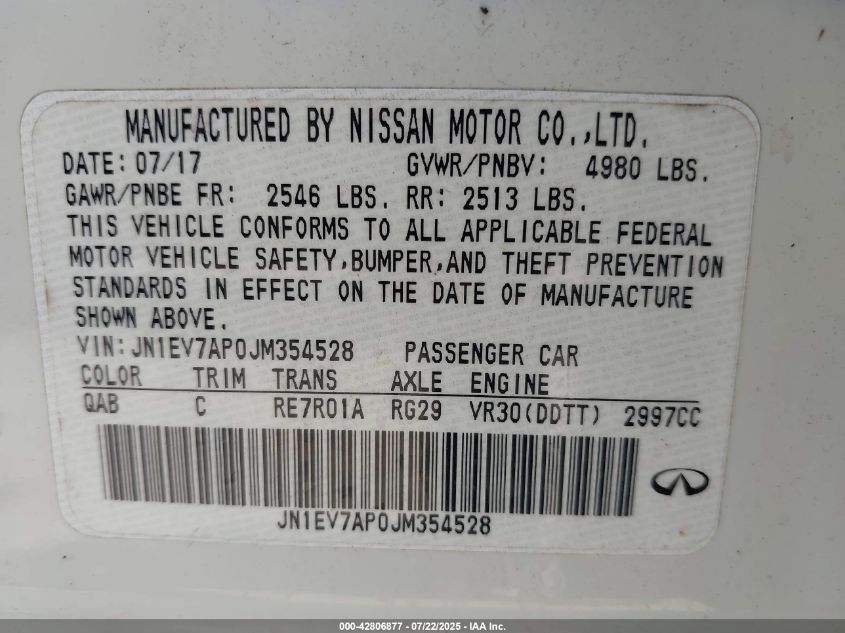 MANUFACTURED BY NISSAN MOTOR CO.,LTD.
DATE: 07/17 GVWR/PNBV: 4980 LBS.
GAWR/PNBE FR: 2546 LBS. RR: 2513 LBS.
THIS VEHICLE CONFORMS TO ALL APPLICABLE FEDERAL
MOTOR VEHICLE SAFETY,BUMPER,AND THEFT PREVENTION
STANDARDS IN EFFECT ON THE DATE OF MANUFACTURE
SHOWN ABOVE.
VIN:JN1EV7AP0JM354528 PASSENGER CAR
COLOR TRIM TRANS AXLE ENGINE
QAB C RE7R01A RG29 VR30(DDTT) 2997CC
JN1EV7AP0JM354528
000-42806877 - 07/22/2025 - IAA Inc.